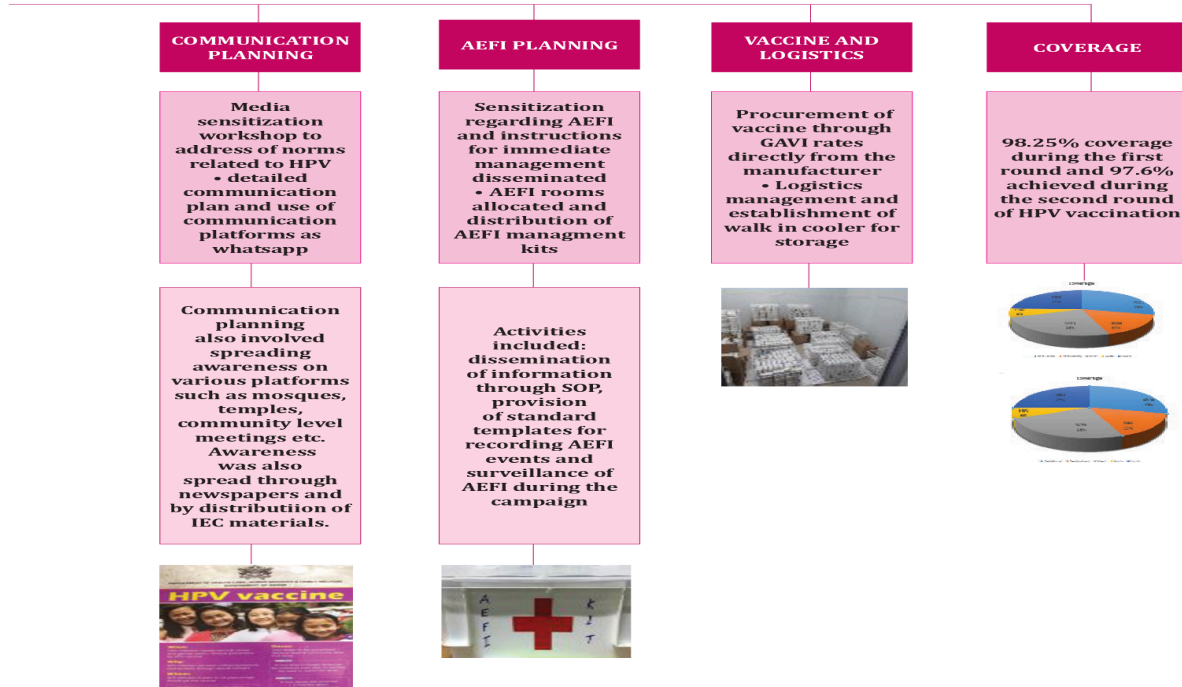 COMMUNICATION
PLANNING
Media
sensitization
workshop to
address of norms
related to HPV
• detailed
communication
plan and use of
communication
platforms as
whatsapp
Communication
planning
also involved
spreading
awareness on
various platforms
such as mosques,
temples,
community level
meetings etc.
Awareness
was also
spread through
newspapers and
by distributiion of
IEC materials.
HPV vaccine
AEFI PLANNING
Sensitization
regarding AEFI
and instructions
for immediate
management
disseminated
• AEFI rooms
allocated and
distribution of
AEFI managment
kits
Activities
included:
dissemination
of information
through SOP,
provision
of standard
templates for
recording AEFI
events and
surveillance of
AEFI during the
campaign
AEFI
KIT
VACCINE AND
LOGISTICS
Procurement of
vaccine through
GAVI rates
directly from the
manufacturer
• Logistics
management and
establishment of
walk in cooler for
storage
COVERAGE
98.25% coverage
during the first
round and 97.6%
achieved during
the second round
of HPV vaccination
Coverage
Coverage